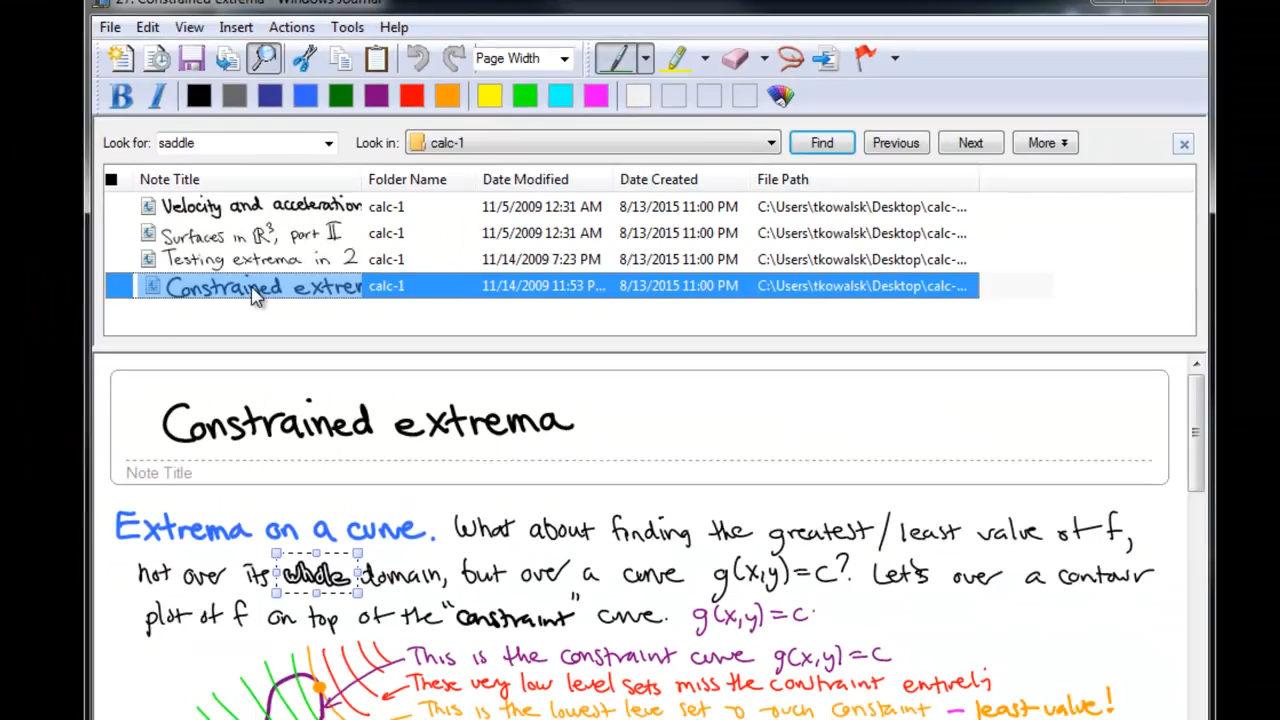 27. Constrained extrema - Windows Journal
File Edit View Insert Actions Tools Help
Page Width
B I
Look for: saddle Look in: calc-1 Find Previous Next More
Note Title Folder Name Date Modified Date Created File Path
Velocity and acceleration calc-1 11/5/2009 12:31 AM 8/13/2015 11:00 PM C:\Users\tkowalsk\Desktop\calc-...
Surfaces in ℝ³, part II calc-1 11/5/2009 12:31 AM 8/13/2015 11:00 PM C:\Users\tkowalsk\Desktop\calc-...
Testing extrema in 2 calc-1 11/14/2009 7:23 PM 8/13/2015 11:00 PM C:\Users\tkowalsk\Desktop\calc-...
Constrained extrer calc-1 11/14/2009 11:53 P... 8/13/2015 11:00 PM C:\Users\tkowalsk\Desktop\calc-...
Constrained extrema
Note Title
Extrema on a curve. What about finding the greatest/least value of f,
not over its whole domain, but over a curve g(x,y)=c? Let's over a contour
plot of f on top of the "constraint" curve. g(x,y)=c
This is the constraint curve g(x,y)=c
These very low level sets miss the constraint entirely
This is the lowest level set to touch constaint - least value!